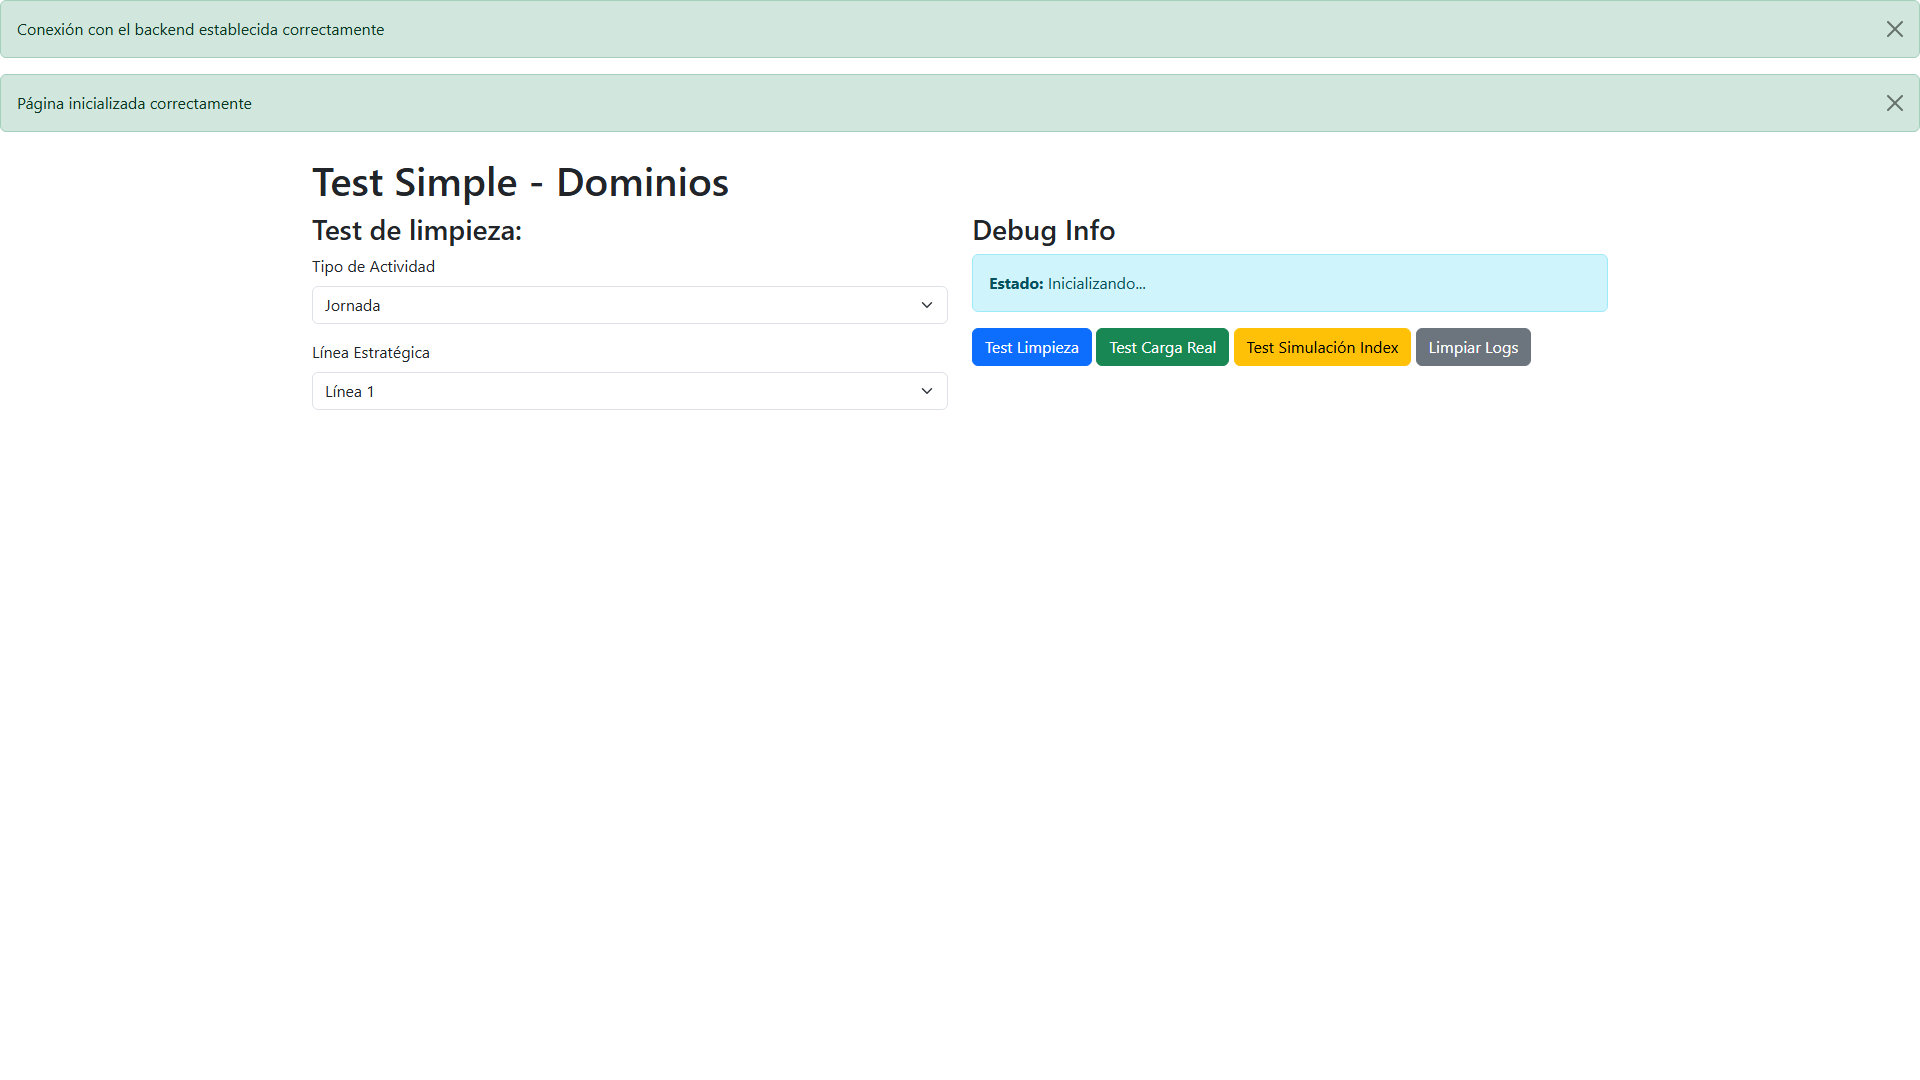 Conexión con el backend establecida correctamente
Página inicializada correctamente
Test Simple - Dominios
Test de limpieza:
Tipo de Actividad
Jornada
Línea Estratégica
Línea 1
Debug Info
Estado: Inicializando...
Test Limpieza
Test Carga Real
Test Simulación Index
Limpiar Logs